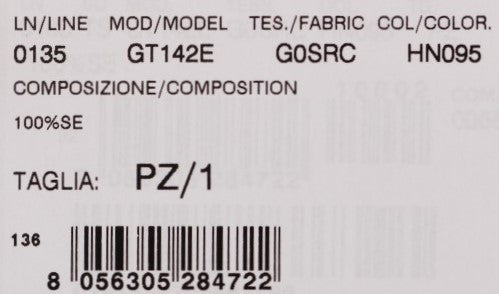 LN/LINE MOD/MODEL TES./FABRIC COL/COLOR.
0135 GT142E G0SRC HN095
COMPOSIZIONE/COMPOSITION
100%SE
TAGLIA: PZ/1
136
8 056305 284722